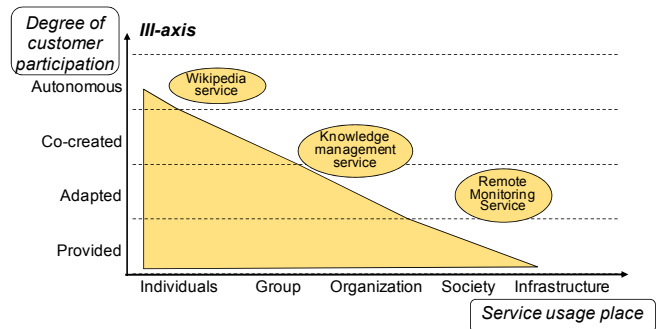 Degree of
customer
participation
III-axis
Autonomous
Wikipedia
service
Co-created
Knowledge
management
service
Adapted
Remote
Monitoring
Service
Provided
Individuals Group Organization Society Infrastructure
Service usage place